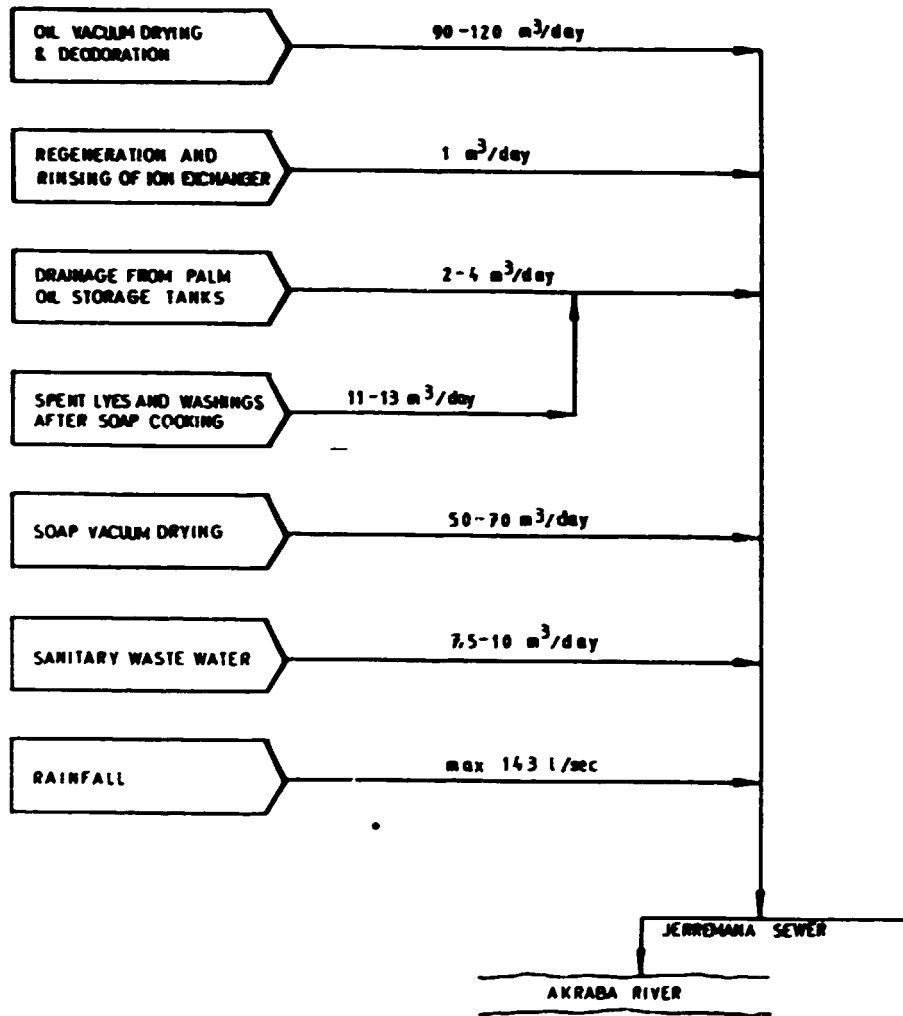 OIL VACUUM DRYING
& DEODORATION
90-120 m³/day
REGENERATION AND
RINSING OF ION EXCHANGER
1 m³/day
DRAINAGE FROM PALM
OIL STORAGE TANKS
2-4 m³/day
SPENT LYES AND WASHINGS
AFTER SOAP COOKING
11-13 m³/day
SOAP VACUUM DRYING
50-70 m³/day
SANITARY WASTE WATER
7,5-10 m³/day
RAINFALL
max 143 l/sec
JERREMANA SEWER
AKRABA RIVER